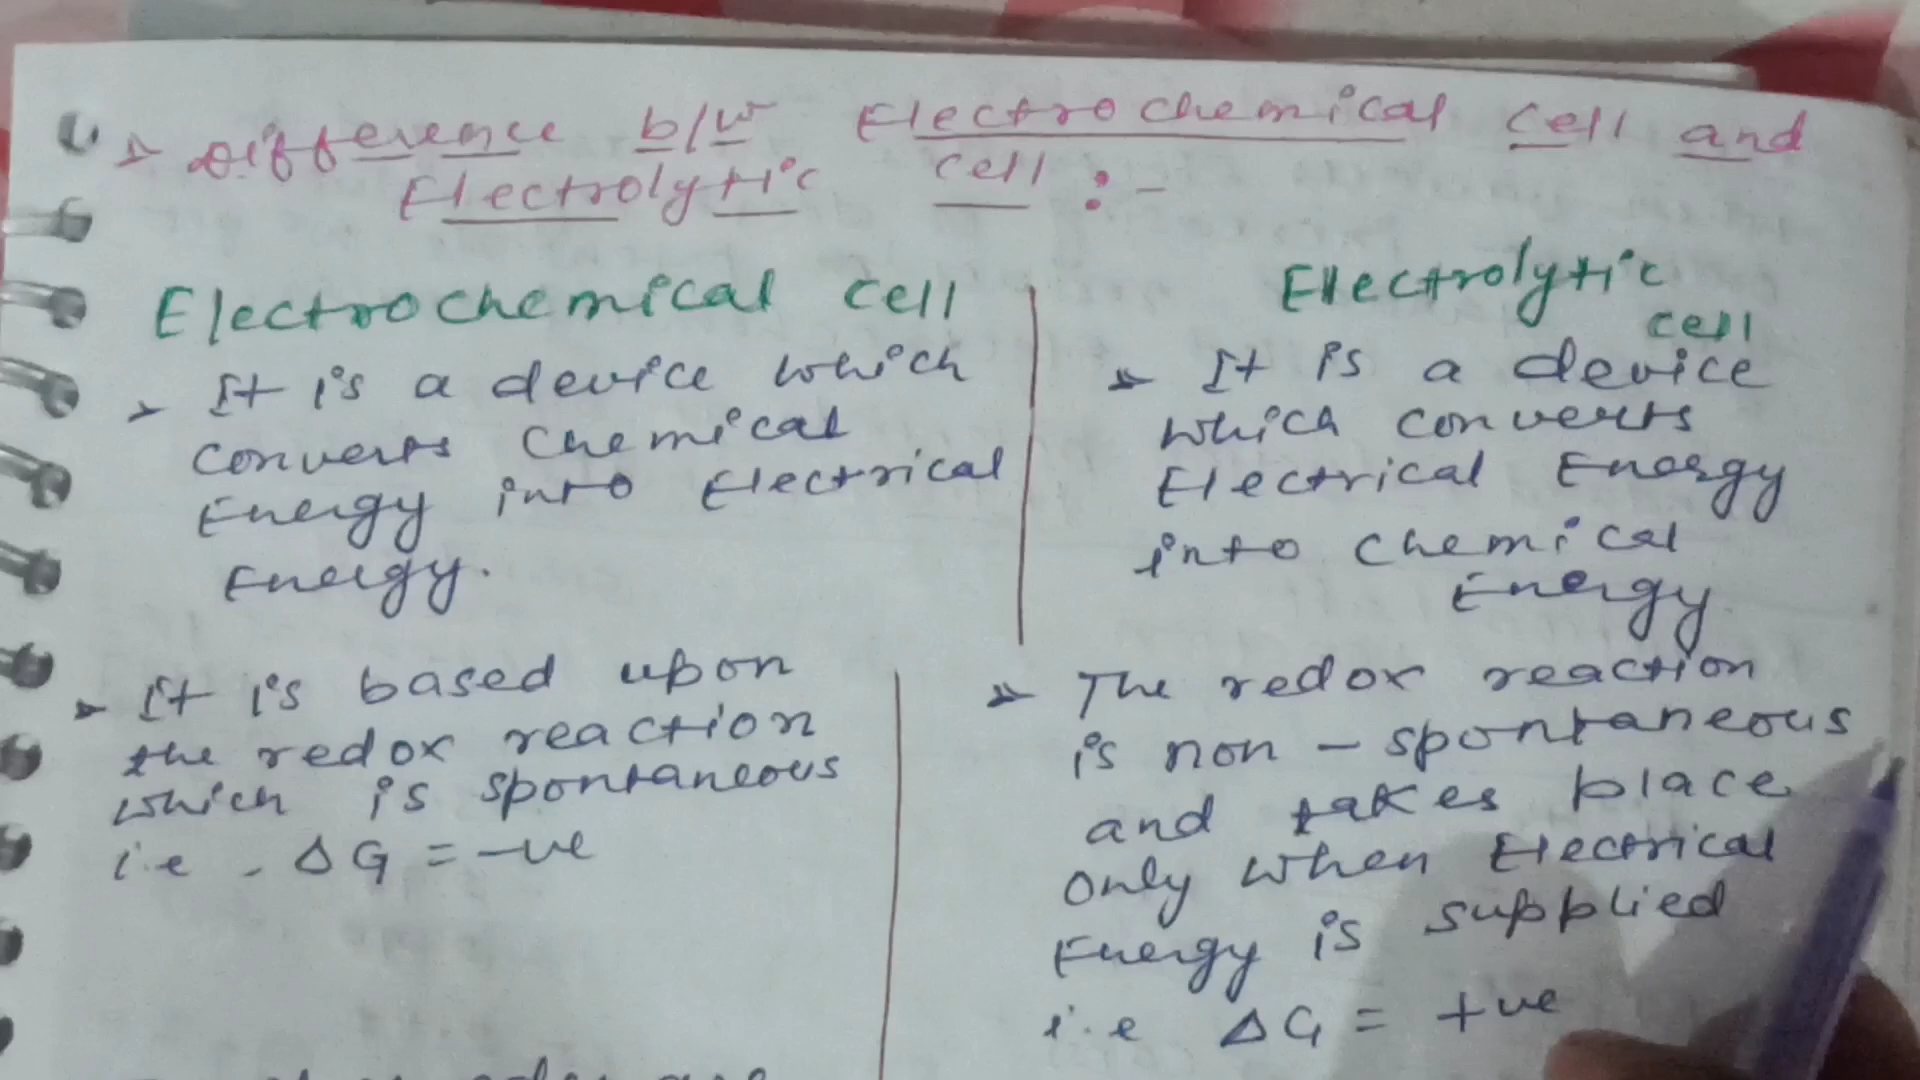 Difference b/w Electrochemical cell and
Electrolytic cell :-
Electrochemical cell
It is a device which
converts chemical
Energy into Electrical
Energy.
It is based upon
the redox reaction
which is spontaneous
i.e. ΔG = -ve
Electrolytic
cell
It is a device
which converts
Electrical Energy
into chemical
Energy.
The redox reaction
is non - spontaneous
and takes place
only when Electrical
Energy is supplied
i.e ΔG = +ve